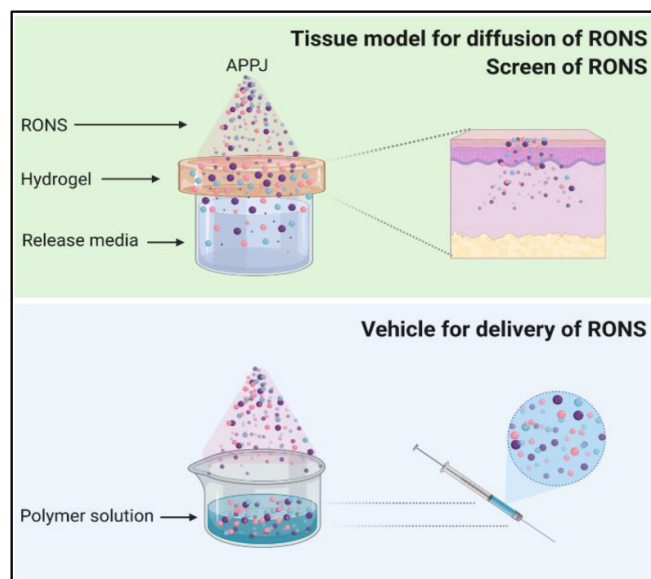 Tissue model for diffusion of RONS
Screen of RONS
APPJ
RONS
Hydrogel
Release media
Vehicle for delivery of RONS
Polymer solution